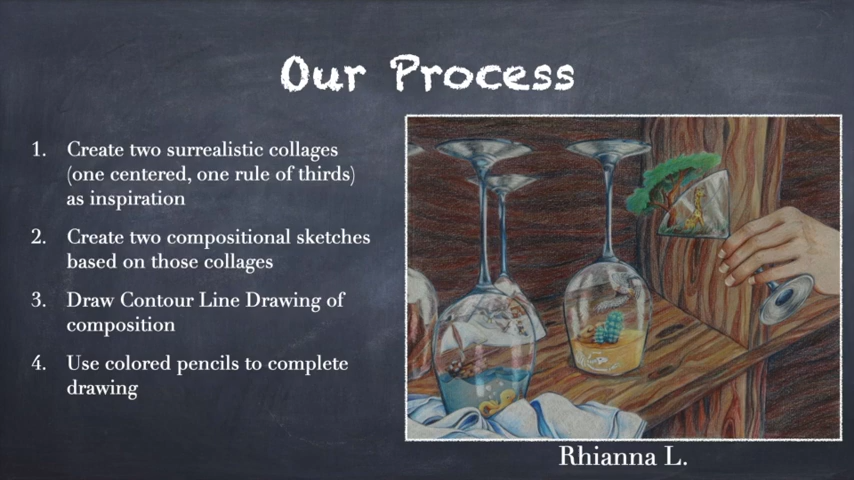 Our Process
1. Create two surrealistic collages
(one centered, one rule of thirds)
as inspiration
2. Create two compositional sketches
based on those collages
3. Draw Contour Line Drawing of
composition
4. Use colored pencils to complete
drawing
Rhianna L.